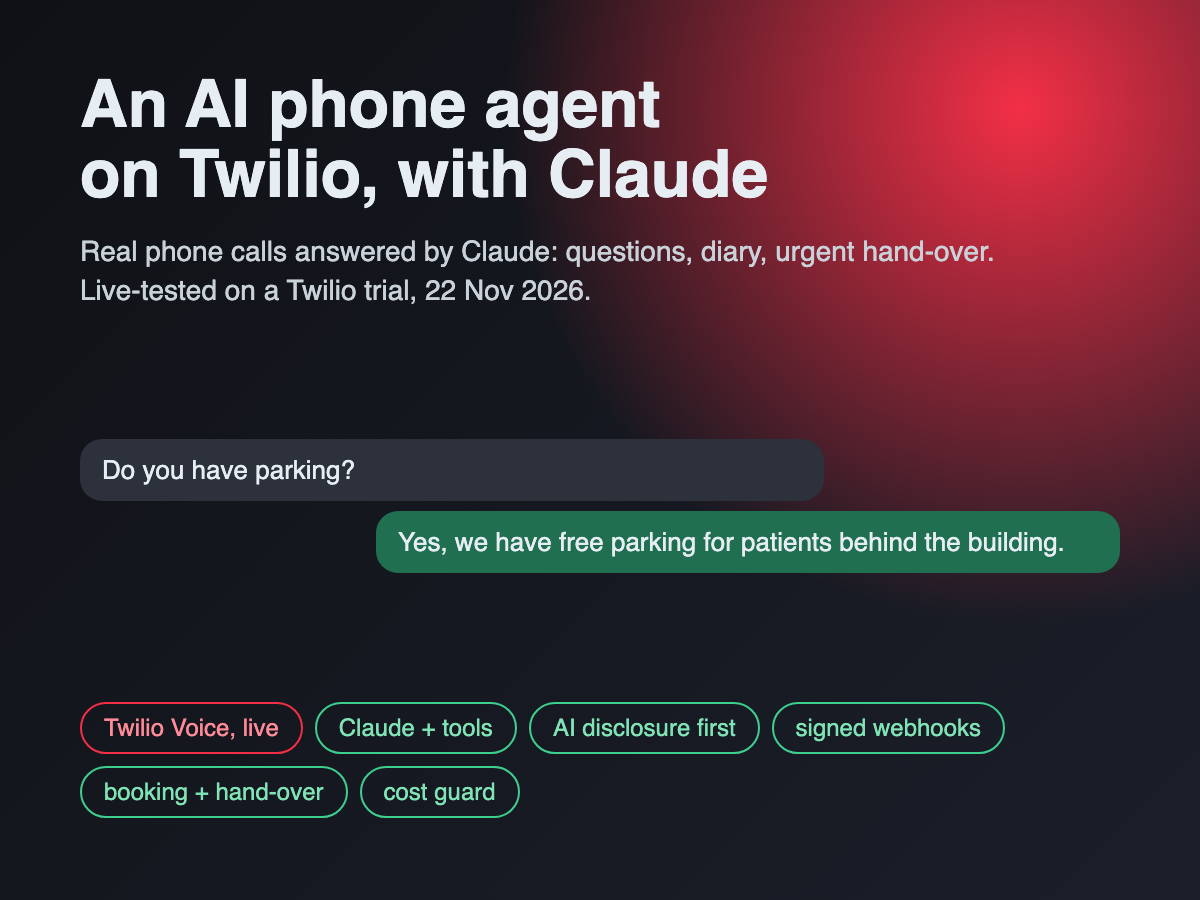 An AI phone agent
on Twilio, with Claude
Real phone calls answered by Claude: questions, diary, urgent hand-over.
Live-tested on a Twilio trial, 22 Nov 2026.
Do you have parking?
Yes, we have free parking for patients behind the building.
Twilio Voice, live
Claude + tools
AI disclosure first
signed webhooks
booking + hand-over
cost guard